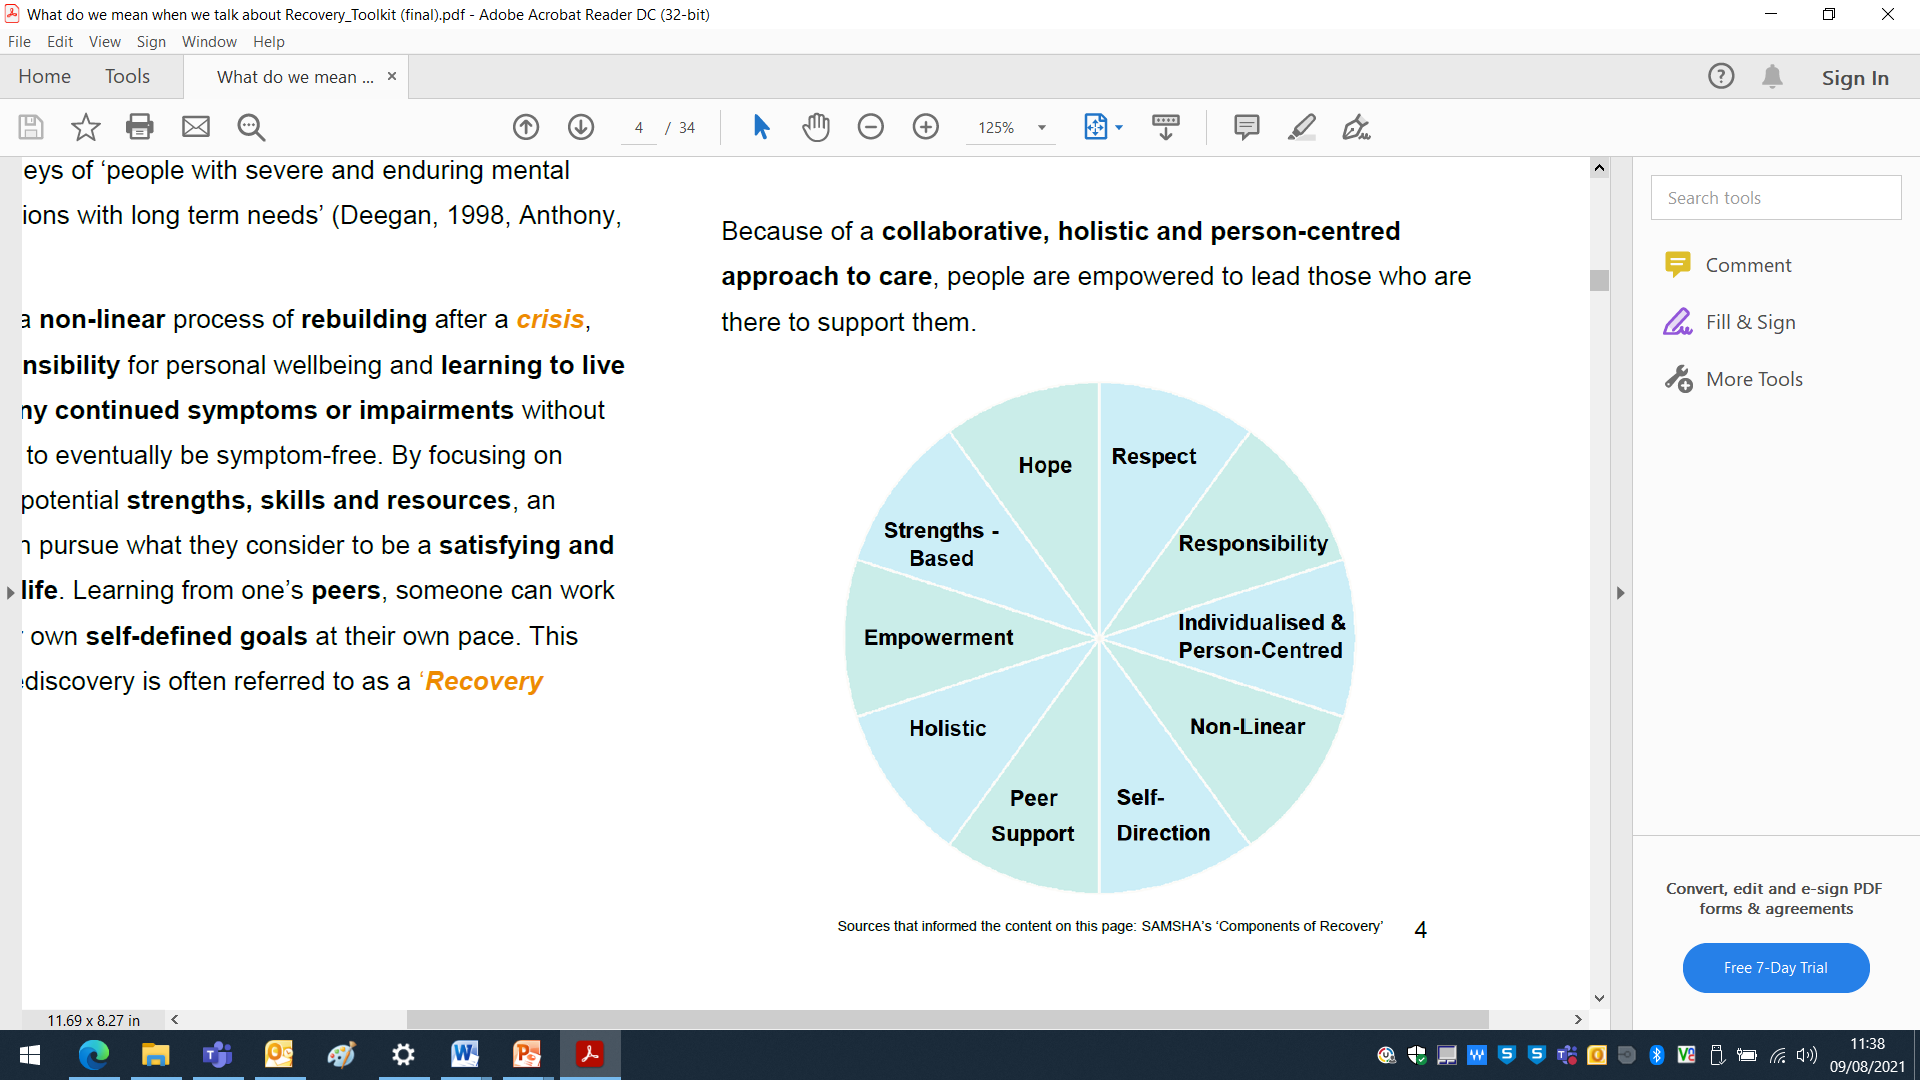 What do we mean when we talk about Recovery_Toolkit (final).pdf - Adobe Acrobat Reader DC (32-bit)
File Edit View Sign Window Help
Home Tools What do we mean ... × Sign In
4 / 34 125%
eys of ‘people with severe and enduring mental
ions with long term needs’ (Deegan, 1998, Anthony,
a non-linear process of rebuilding after a crisis,
nsibility for personal wellbeing and learning to live
ny continued symptoms or impairments without
to eventually be symptom-free. By focusing on
potential strengths, skills and resources, an
n pursue what they consider to be a satisfying and
life. Learning from one’s peers, someone can work
own self-defined goals at their own pace. This
ediscovery is often referred to as a ‘Recovery
Because of a collaborative, holistic and person-centred
approach to care, people are empowered to lead those who are
there to support them.
Hope
Respect
Strengths -
Based
Responsibility
Empowerment
Individualised &
Person-Centred
Holistic
Non-Linear
Peer
Support
Self-
Direction
Sources that informed the content on this page: SAMSHA’s ‘Components of Recovery’ 4
Search tools
Comment
Fill & Sign
More Tools
Convert, edit and e-sign PDF
forms & agreements
Free 7-Day Trial
11.69 x 8.27 in
11:38
09/08/2021